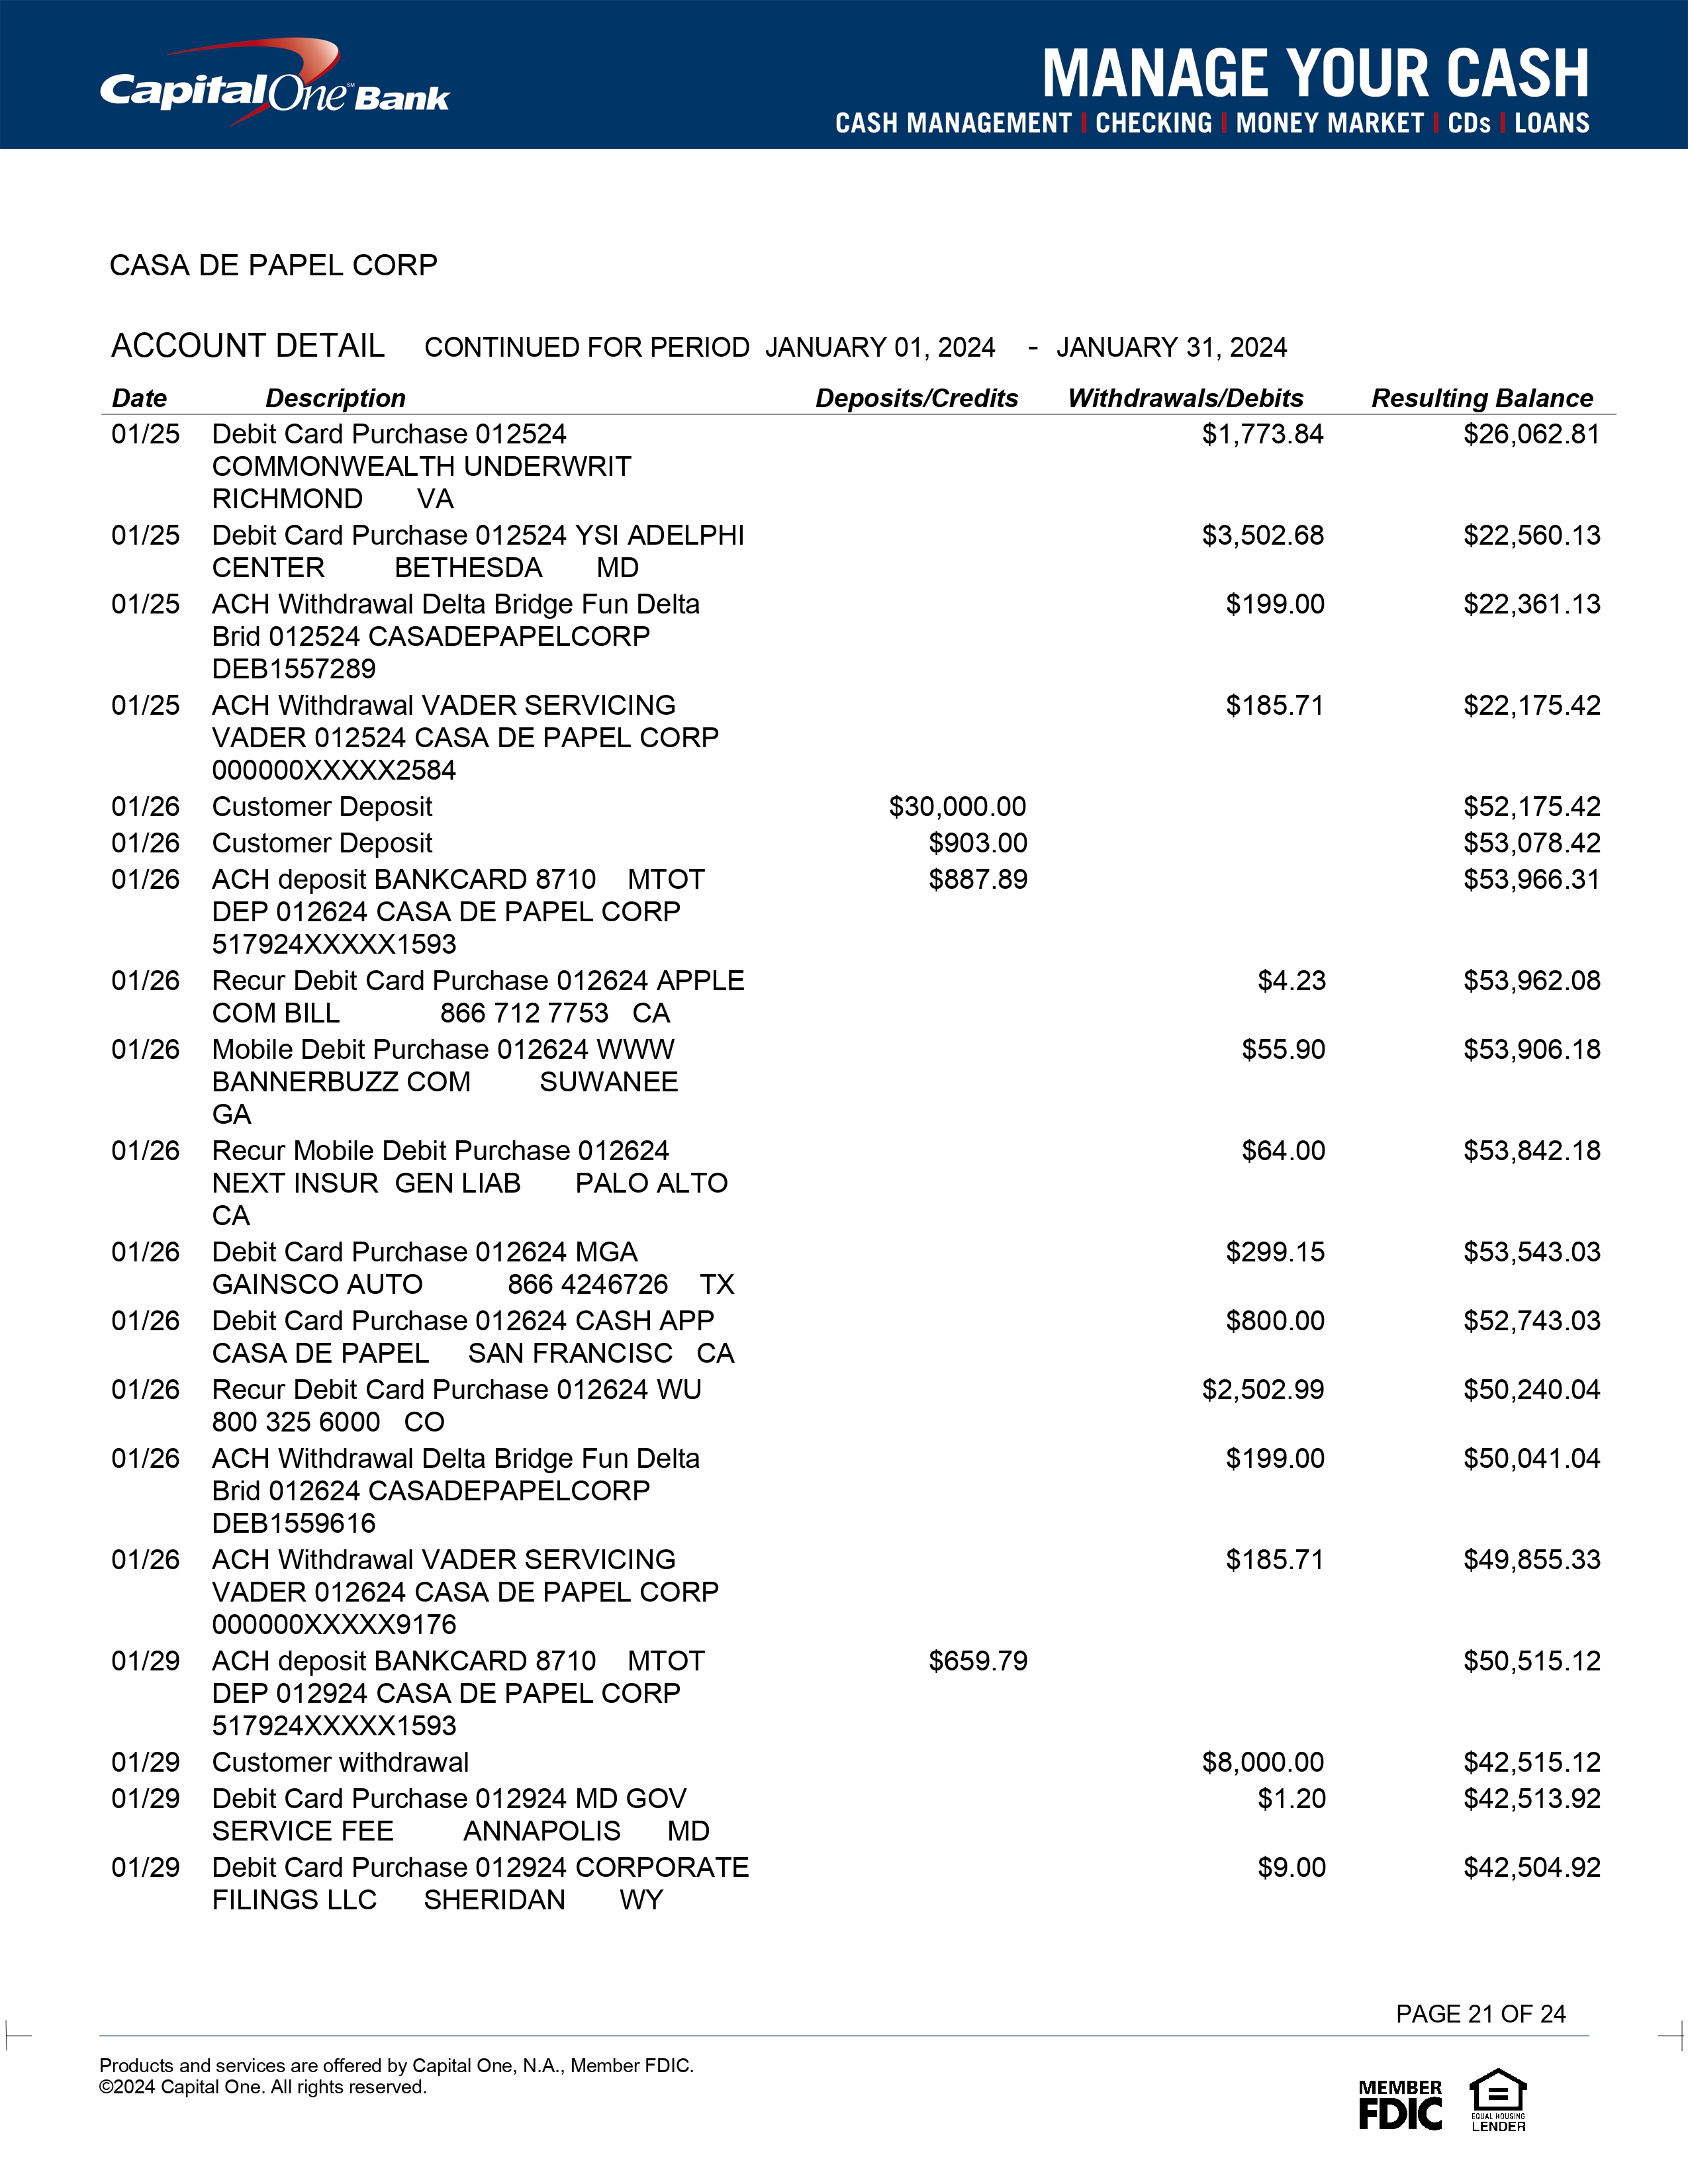 CapitalOne℠ Bank
MANAGE YOUR CASH
CASH MANAGEMENT | CHECKING | MONEY MARKET | CDs | LOANS
CASA DE PAPEL CORP
ACCOUNT DETAIL CONTINUED FOR PERIOD JANUARY 01, 2024 - JANUARY 31, 2024
Date Description Deposits/Credits Withdrawals/Debits Resulting Balance
01/25 Debit Card Purchase 012524 $1,773.84 $26,062.81
COMMONWEALTH UNDERWRIT
RICHMOND VA
01/25 Debit Card Purchase 012524 YSI ADELPHI $3,502.68 $22,560.13
CENTER BETHESDA MD
01/25 ACH Withdrawal Delta Bridge Fun Delta $199.00 $22,361.13
Brid 012524 CASADEPAPELCORP
DEB1557289
01/25 ACH Withdrawal VADER SERVICING $185.71 $22,175.42
VADER 012524 CASA DE PAPEL CORP
000000XXXXX2584
01/26 Customer Deposit $30,000.00 $52,175.42
01/26 Customer Deposit $903.00 $53,078.42
01/26 ACH deposit BANKCARD 8710 MTOT $887.89 $53,966.31
DEP 012624 CASA DE PAPEL CORP
517924XXXXX1593
01/26 Recur Debit Card Purchase 012624 APPLE $4.23 $53,962.08
COM BILL 866 712 7753 CA
01/26 Mobile Debit Purchase 012624 WWW $55.90 $53,906.18
BANNERBUZZ COM SUWANEE
GA
01/26 Recur Mobile Debit Purchase 012624 $64.00 $53,842.18
NEXT INSUR GEN LIAB PALO ALTO
CA
01/26 Debit Card Purchase 012624 MGA $299.15 $53,543.03
GAINSCO AUTO 866 4246726 TX
01/26 Debit Card Purchase 012624 CASH APP $800.00 $52,743.03
CASA DE PAPEL SAN FRANCISC CA
01/26 Recur Debit Card Purchase 012624 WU $2,502.99 $50,240.04
800 325 6000 CO
01/26 ACH Withdrawal Delta Bridge Fun Delta $199.00 $50,041.04
Brid 012624 CASADEPAPELCORP
DEB1559616
01/26 ACH Withdrawal VADER SERVICING $185.71 $49,855.33
VADER 012624 CASA DE PAPEL CORP
000000XXXXX9176
01/29 ACH deposit BANKCARD 8710 MTOT $659.79 $50,515.12
DEP 012924 CASA DE PAPEL CORP
517924XXXXX1593
01/29 Customer withdrawal $8,000.00 $42,515.12
01/29 Debit Card Purchase 012924 MD GOV $1.20 $42,513.92
SERVICE FEE ANNAPOLIS MD
01/29 Debit Card Purchase 012924 CORPORATE $9.00 $42,504.92
FILINGS LLC SHERIDAN WY
PAGE 21 OF 24
Products and services are offered by Capital One, N.A., Member FDIC.
©2024 Capital One. All rights reserved.
MEMBER
FDIC
EQUAL HOUSING
LENDER